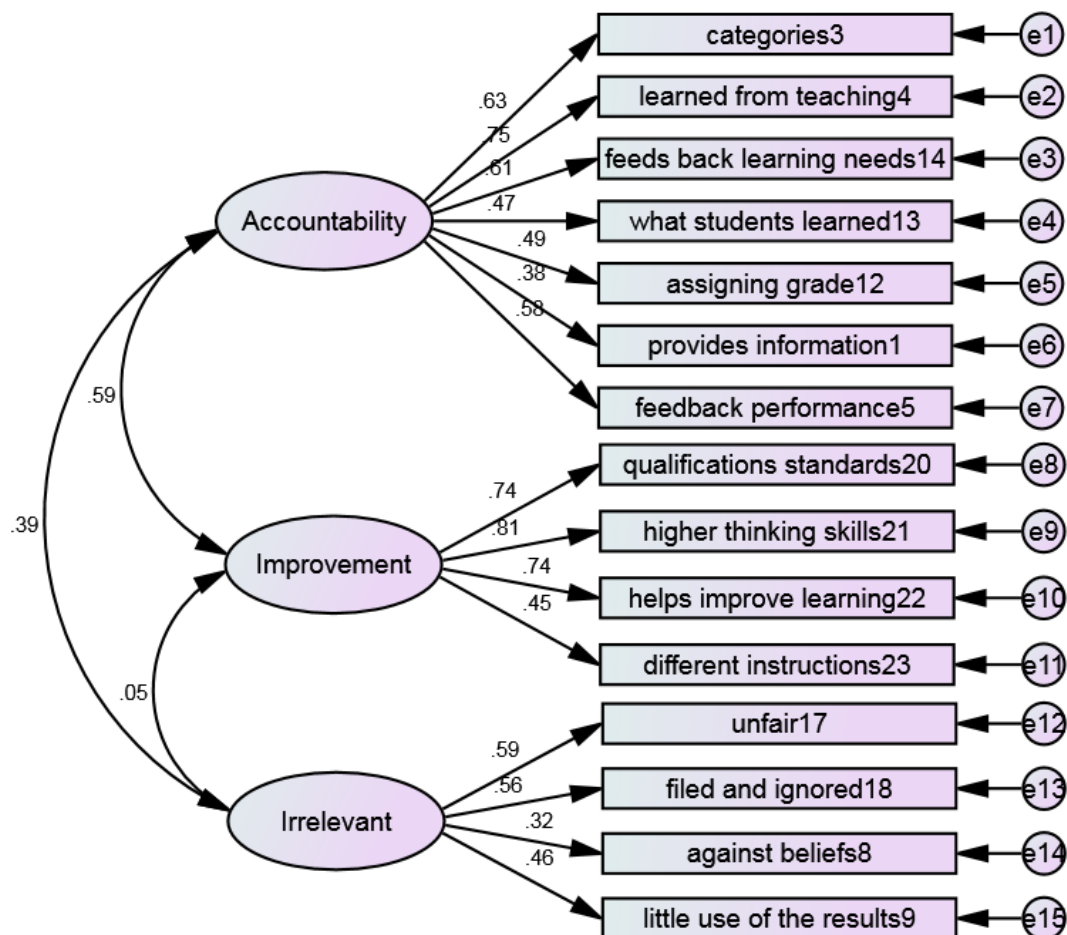 categories3
e1
.63
learned from teaching4
e2
.75
feeds back learning needs14
e3
.61
Accountability
.47
what students learned13
e4
.49
assigning grade12
e5
.38
provides information1
e6
.58
feedback performance5
e7
.59
.39
qualifications standards20
e8
.74
higher thinking skills21
e9
.81
Improvement
.74
helps improve learning22
e10
.45
different instructions23
e11
.05
unfair17
e12
.59
filed and ignored18
e13
.56
Irrelevant
.32
against beliefs8
e14
.46
little use of the results9
e15